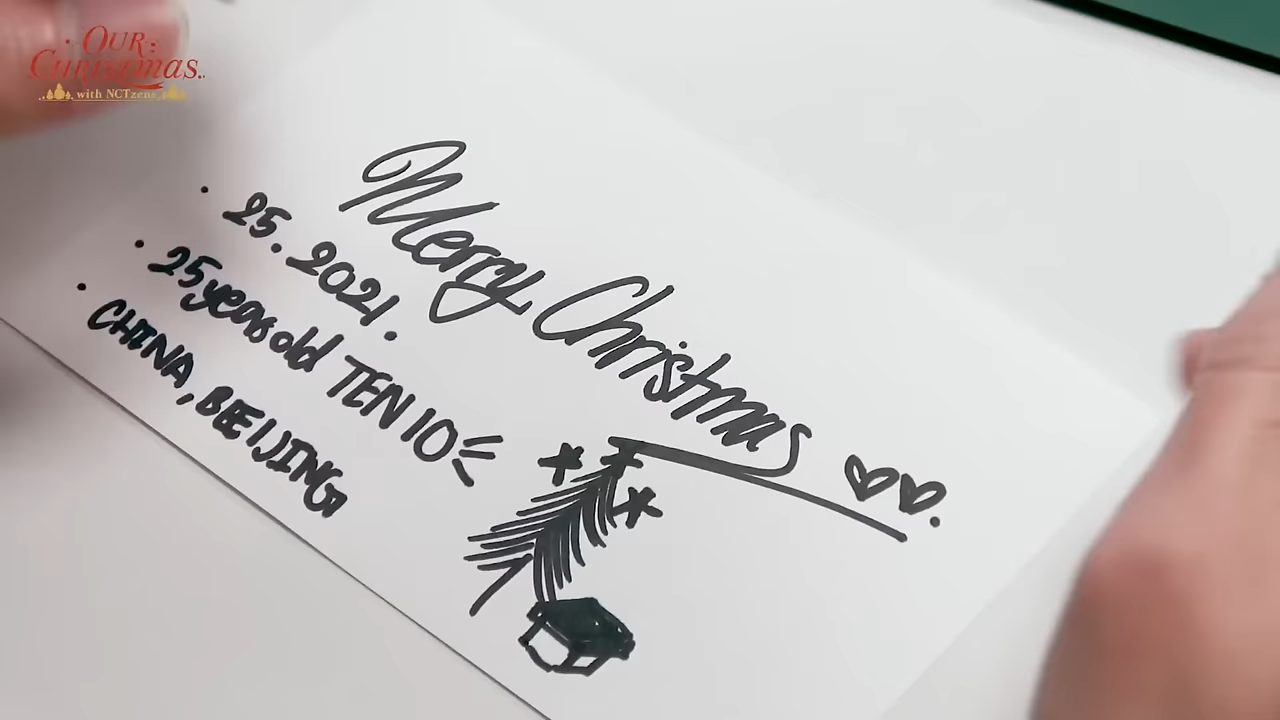 OUR
CHRISTMAS
with NCTzens
Merry Christmas
• 25. 2021.
• 25 years old TEN 10
• CHINA, BEIJING